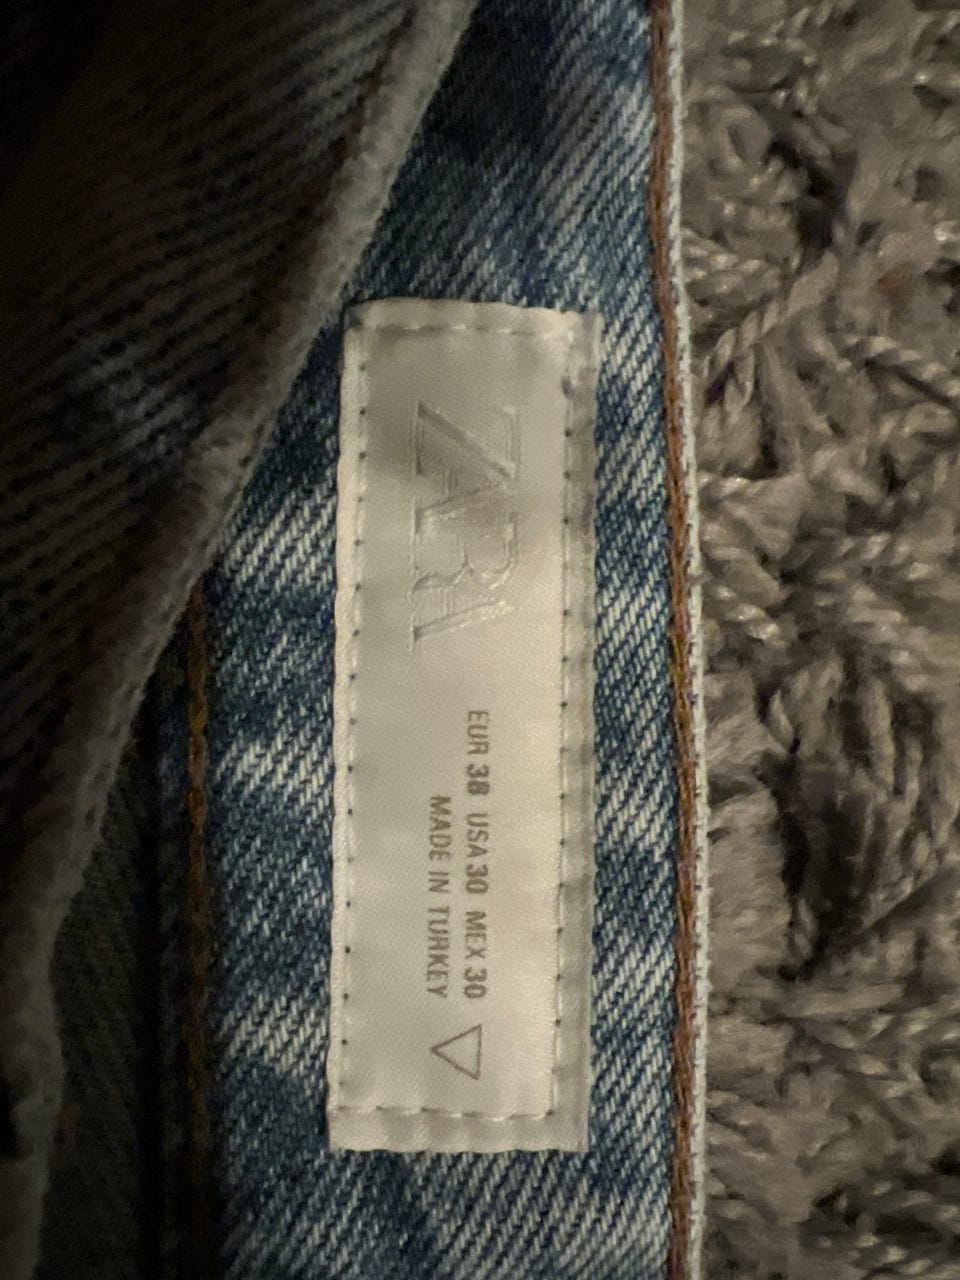 ZARA
EUR 38 USA 30 MEX 30
MADE IN TURKEY